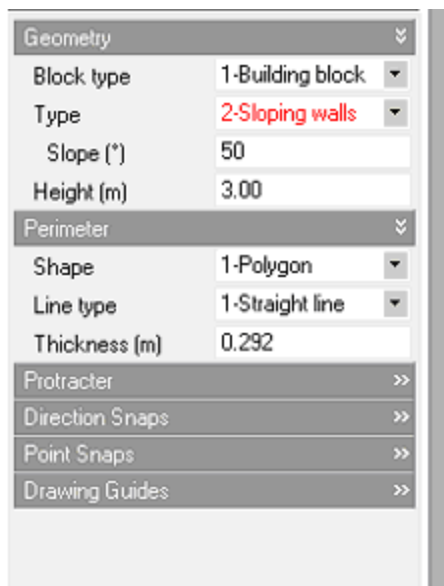 Geometry
Block type 1-Building block
Type 2-Sloping walls
Slope (°) 50
Height (m) 3.00
Perimeter
Shape 1-Polygon
Line type 1-Straight line
Thickness (m) 0.292
Protracter
Direction Snaps
Point Snaps
Drawing Guides